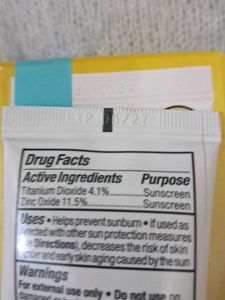 EXP 06/27
Drug Facts
Active Ingredients Purpose
Titanium Dioxide 4.1% Sunscreen
Zinc Oxide 11.5% Sunscreen
Uses • Helps prevent sunburn • if used as
directed with other sun protection measures
Directions), decreases the risk of skin
cancer and early skin aging caused by the sun
Warnings
For external use only • Do not use on